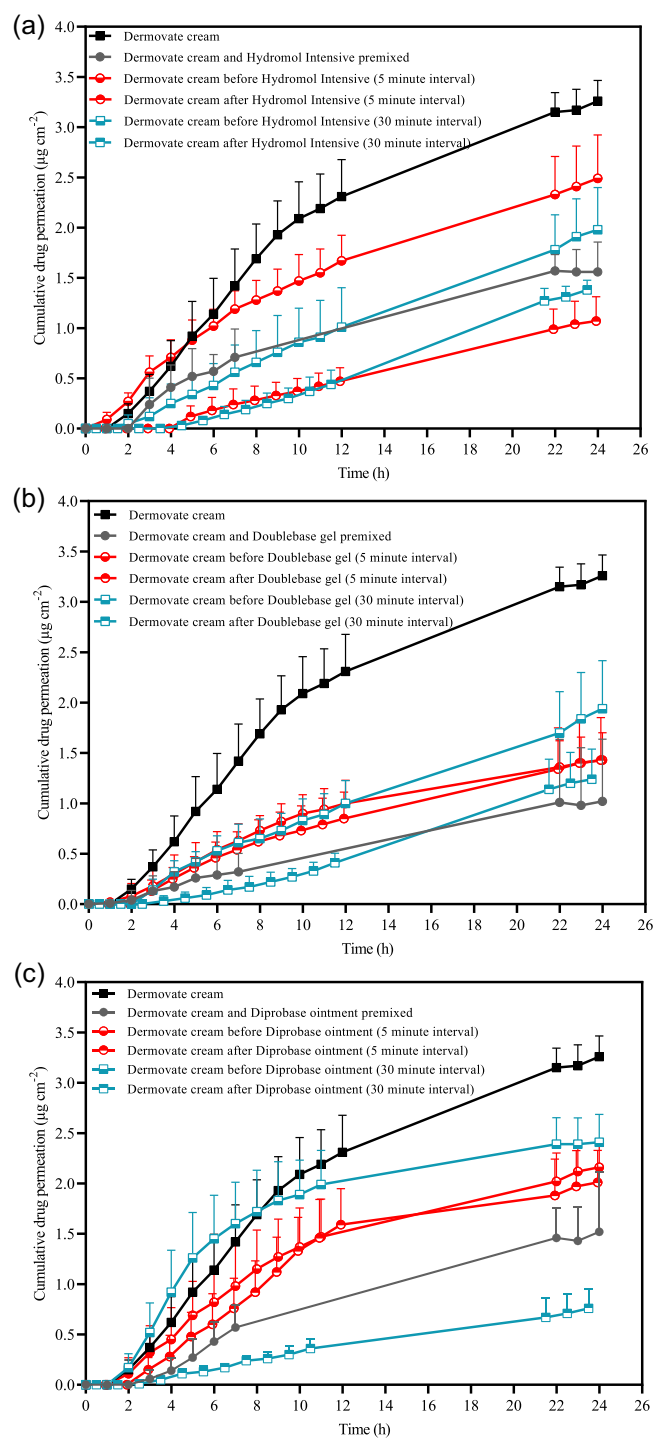 (a)
4.0
3.5
3.0
2.5
2.0
1.5
1.0
0.5
0.0
Cumulative drug permeation (µg cm⁻²)
Dermovate cream
Dermovate cream and Hydromol Intensive premixed
Dermovate cream before Hydromol Intensive (5 minute interval)
Dermovate cream after Hydromol Intensive (5 minute interval)
Dermovate cream before Hydromol Intensive (30 minute interval)
Dermovate cream after Hydromol Intensive (30 minute interval)
0 2 4 6 8 10 12 14 16 18 20 22 24 26
Time (h)
(b)
4.0
3.5
3.0
2.5
2.0
1.5
1.0
0.5
0.0
Cumulative drug permeation (µg cm⁻²)
Dermovate cream
Dermovate cream and Doublebase gel premixed
Dermovate cream before Doublebase gel (5 minute interval)
Dermovate cream after Doublebase gel (5 minute interval)
Dermovate cream before Doublebase gel (30 minute interval)
Dermovate cream after Doublebase gel (30 minute interval)
0 2 4 6 8 10 12 14 16 18 20 22 24 26
Time (h)
(c)
4.0
3.5
3.0
2.5
2.0
1.5
1.0
0.5
0.0
Cumulative drug permeation (µg cm⁻²)
Dermovate cream
Dermovate cream and Diprobase ointment premixed
Dermovate cream before Diprobase ointment (5 minute interval)
Dermovate cream after Diprobase ointment (5 minute interval)
Dermovate cream before Diprobase ointment (30 minute interval)
Dermovate cream after Diprobase ointment (30 minute interval)
0 2 4 6 8 10 12 14 16 18 20 22 24 26
Time (h)